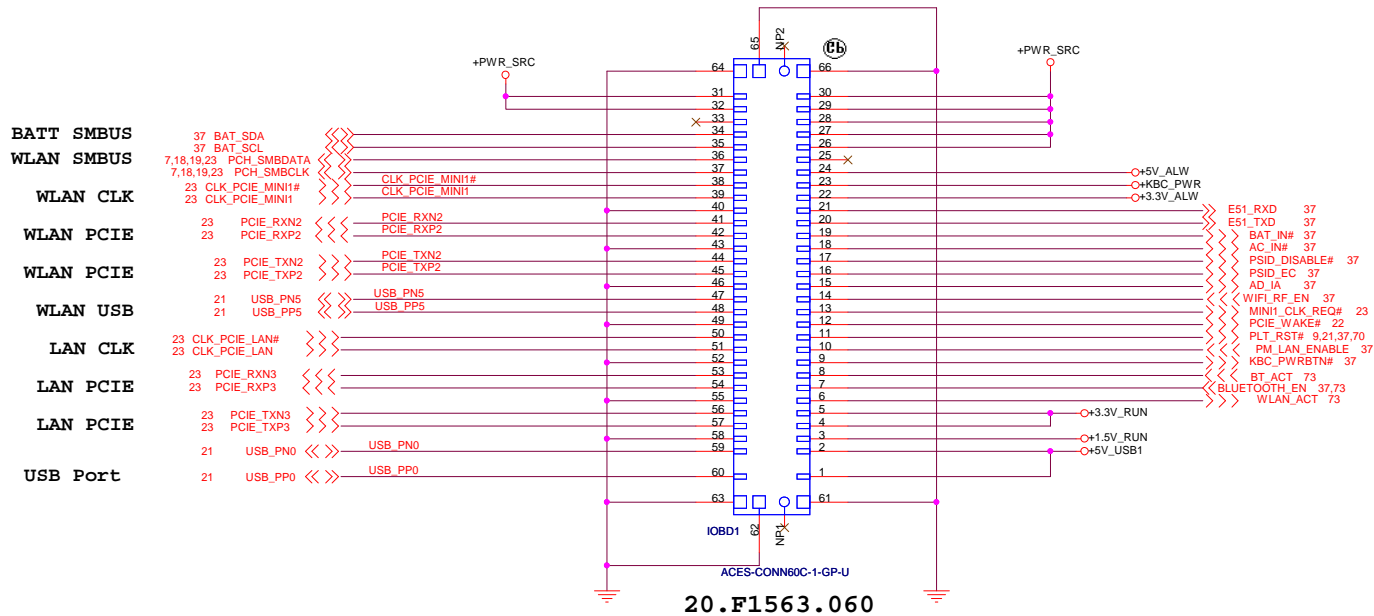 65
NP2
Cb
+PWR_SRC
+PWR_SRC
64
66
31
30
32
29
33
28
BATT SMBUS
37 BAT_SDA
34
27
37 BAT_SCL
35
26
WLAN SMBUS
7,18,19,23 PCH_SMBDATA
36
25
7,18,19,23 PCH_SMBCLK
37
24
+5V_ALW
23 CLK_PCIE_MINI1#
CLK_PCIE_MINI1#
38
23
+KBC_PWR
WLAN CLK
23 CLK_PCIE_MINI1
CLK_PCIE_MINI1
39
22
+3.3V_ALW
40
21
E51_RXD 37
23 PCIE_RXN2
PCIE_RXN2
41
20
E51_TXD 37
WLAN PCIE
23 PCIE_RXP2
PCIE_RXP2
42
19
BAT_IN# 37
43
18
AC_IN# 37
23 PCIE_TXN2
PCIE_TXN2
44
17
PSID_DISABLE# 37
WLAN PCIE
23 PCIE_TXP2
PCIE_TXP2
45
16
PSID_EC 37
46
15
AD_IA 37
21 USB_PN5
USB_PN5
47
14
WIFI_RF_EN 37
WLAN USB
21 USB_PP5
USB_PP5
48
13
MINI1_CLK_REQ# 23
49
12
PCIE_WAKE# 22
23 CLK_PCIE_LAN#
50
11
PLT_RST# 9,21,37,70
LAN CLK
23 CLK_PCIE_LAN
51
10
PM_LAN_ENABLE 37
52
9
KBC_PWRBTN# 37
23 PCIE_RXN3
53
8
BT_ACT 73
LAN PCIE
23 PCIE_RXP3
54
7
BLUETOOTH_EN 37,73
55
6
WLAN_ACT 73
23 PCIE_TXN3
56
5
+3.3V_RUN
LAN PCIE
23 PCIE_TXP3
57
4
58
3
+1.5V_RUN
21 USB_PN0
USB_PN0
59
2
+5V_USB1
USB Port
21 USB_PP0
USB_PP0
60
1
63
61
IOBD1
62
NP1
ACES-CONN60C-1-GP-U
20.F1563.060